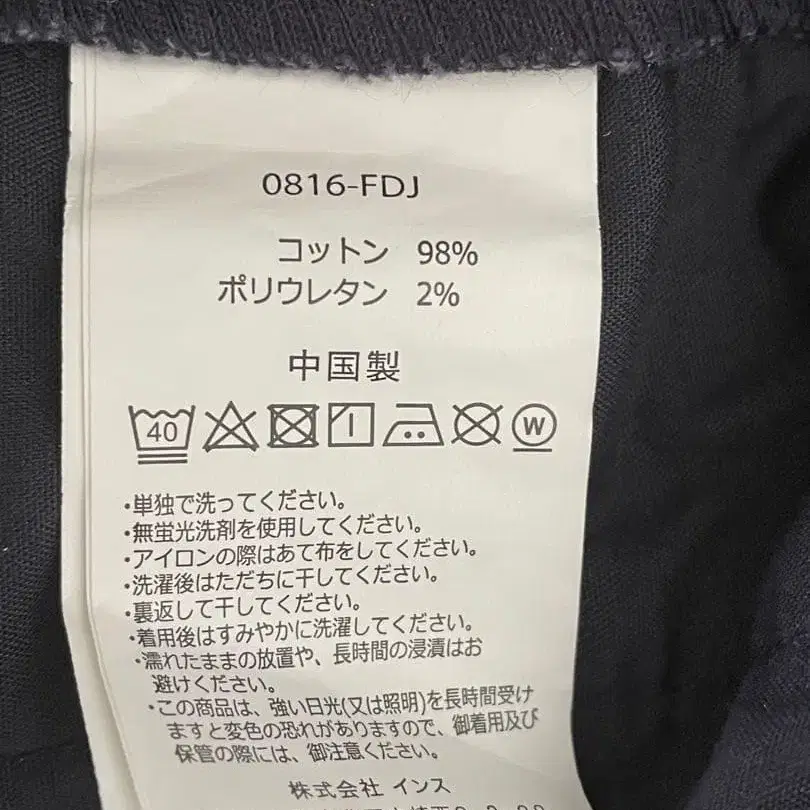 0816-FDJ
コットン 98%
ポリウレタン 2%
中国製
40 W
・単独で洗ってください。
・無蛍光洗剤を使用してください。
・アイロンの際はあて布をしてください。
・洗濯後はただちに干してください。
・裏返して干してください。
・着用後はすみやかに洗濯してください。
・濡れたままの放置や、長時間の浸漬はお
避けください。
・この商品は、強い日光(又は照明)を長時間受け
ますと変色の恐れがありますので、御着用及び
保管の際には、御注意ください。
株式会社 インス